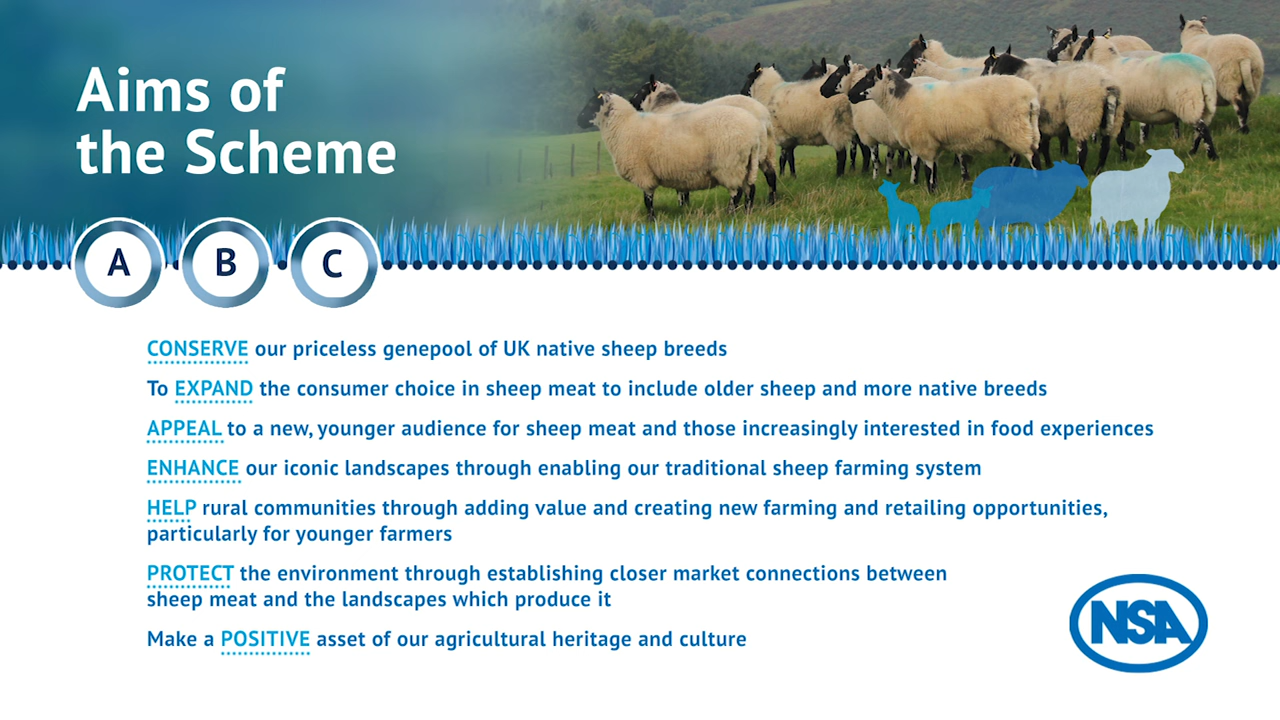 Aims of
the Scheme
A B C
CONSERVE our priceless genepool of UK native sheep breeds
To EXPAND the consumer choice in sheep meat to include older sheep and more native breeds
APPEAL to a new, younger audience for sheep meat and those increasingly interested in food experiences
ENHANCE our iconic landscapes through enabling our traditional sheep farming system
HELP rural communities through adding value and creating new farming and retailing opportunities,
particularly for younger farmers
PROTECT the environment through establishing closer market connections between
sheep meat and the landscapes which produce it
Make a POSITIVE asset of our agricultural heritage and culture
NSA